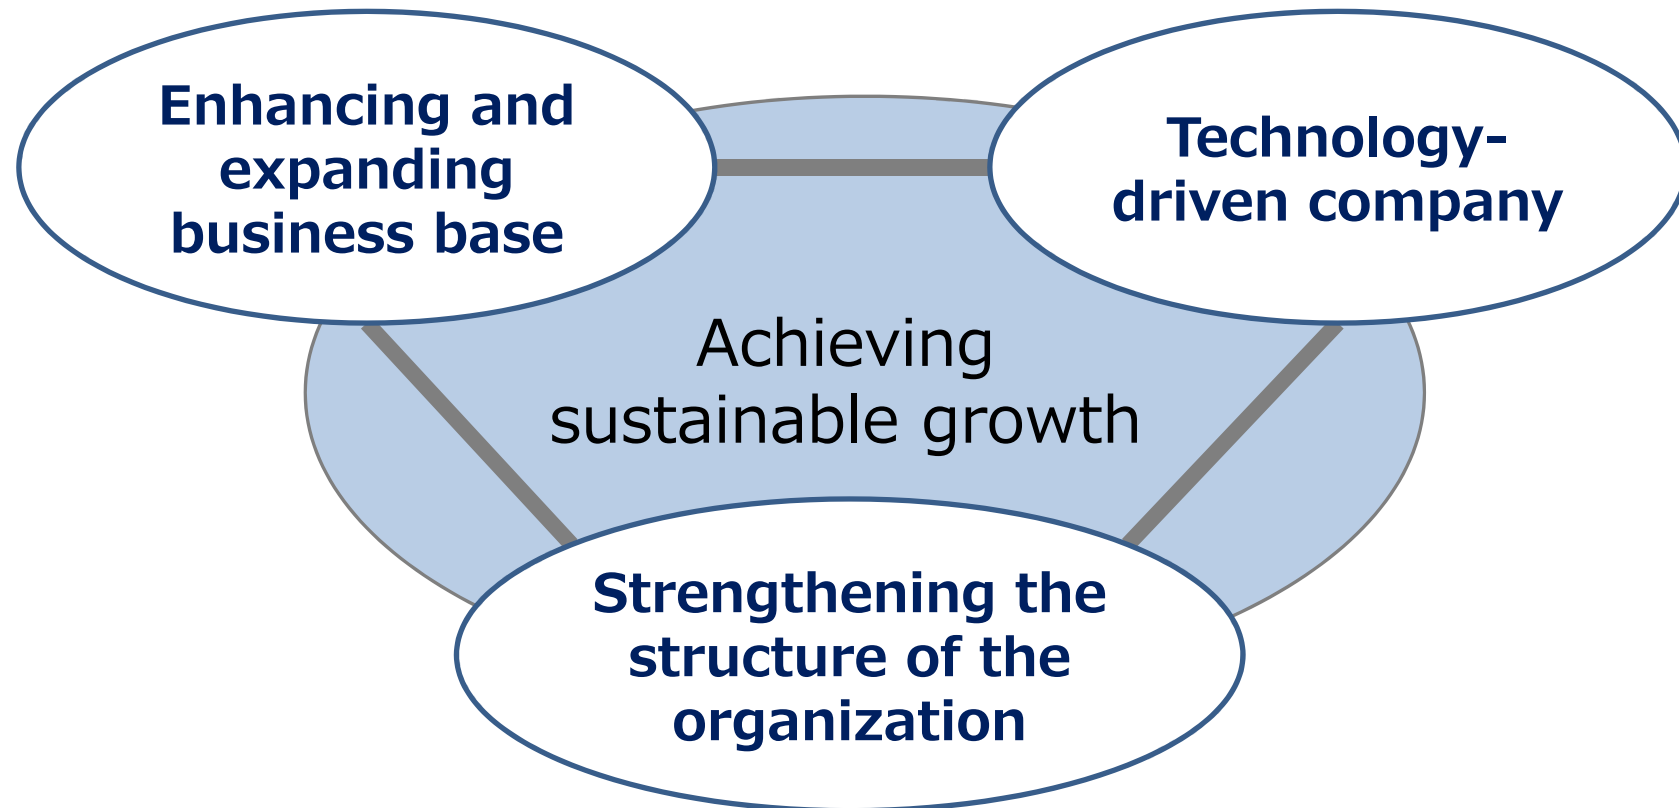 Enhancing and
expanding
business base
Technology-
driven company
Achieving
sustainable growth
Strengthening the
structure of the
organization